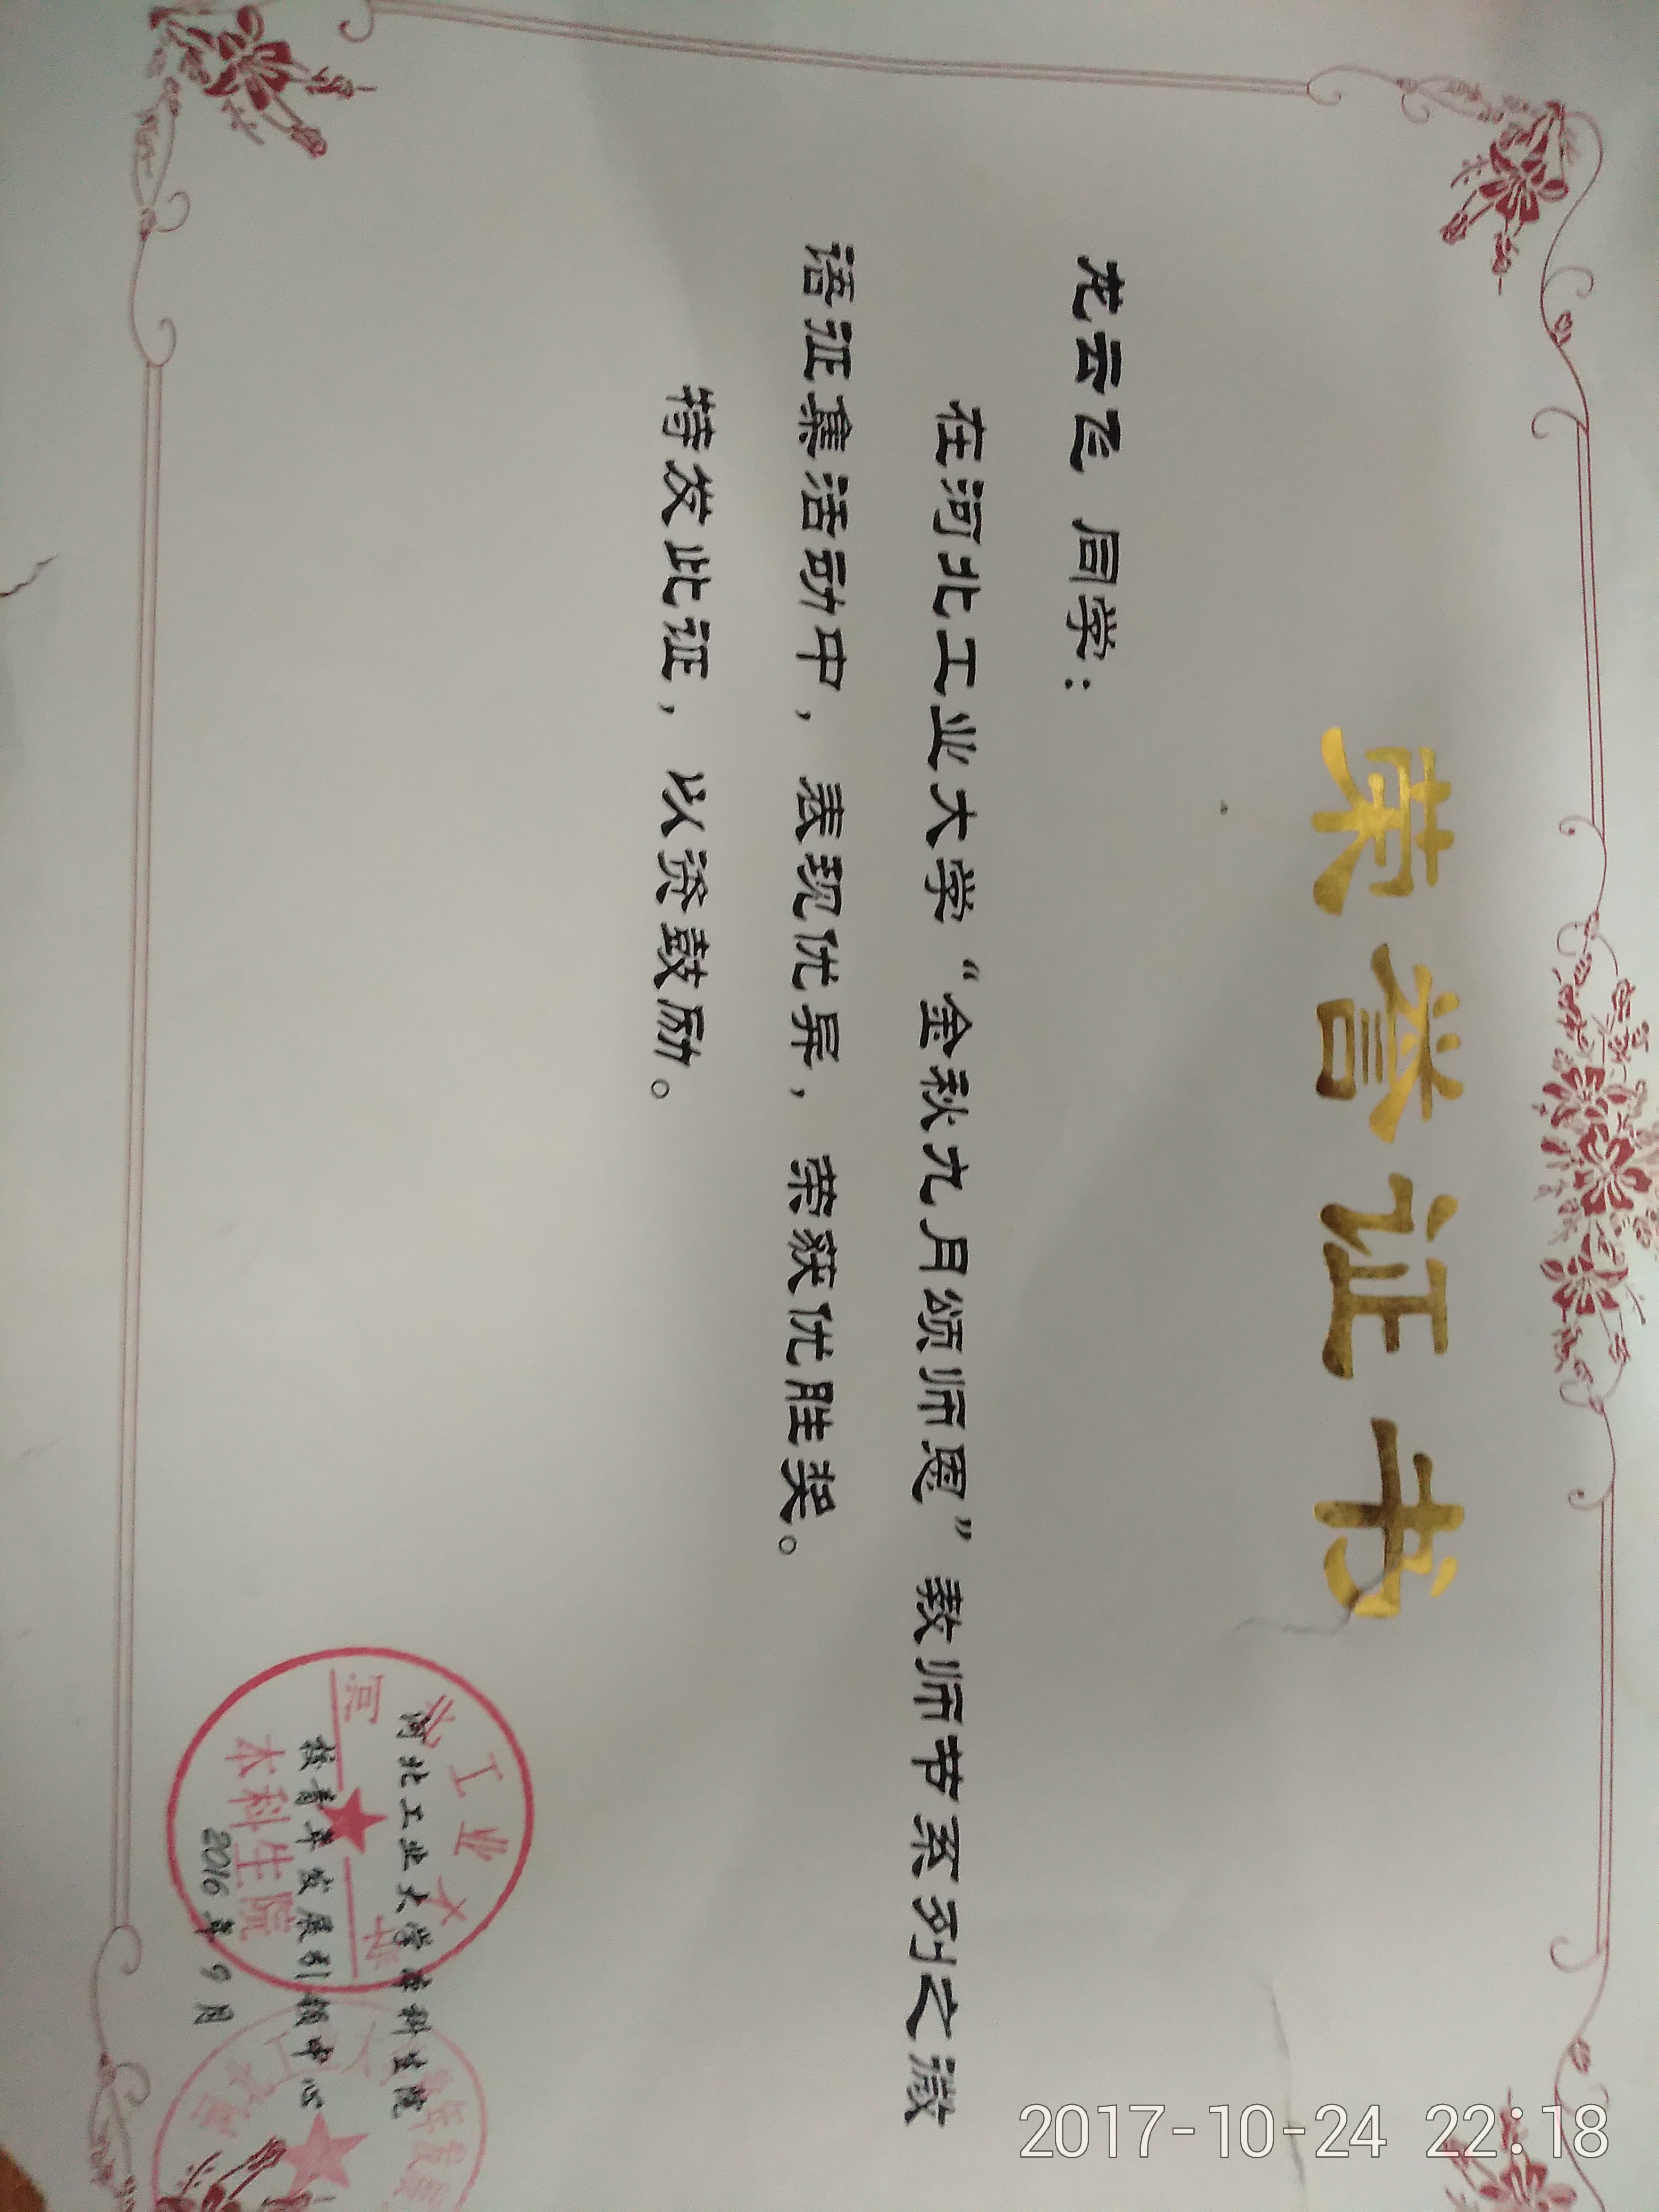 荣誉证书
龙云飞 同学：
在河北工业大学“金秋九月颂师恩”教师节系列之微
语征集活动中，表现优异，荣获优胜奖。
特发此证，以资鼓励。
河北工业大学本科生院
校青年发展引领中心
2016年9月
河北工业大学
本科生院
2017-10-24 22:18